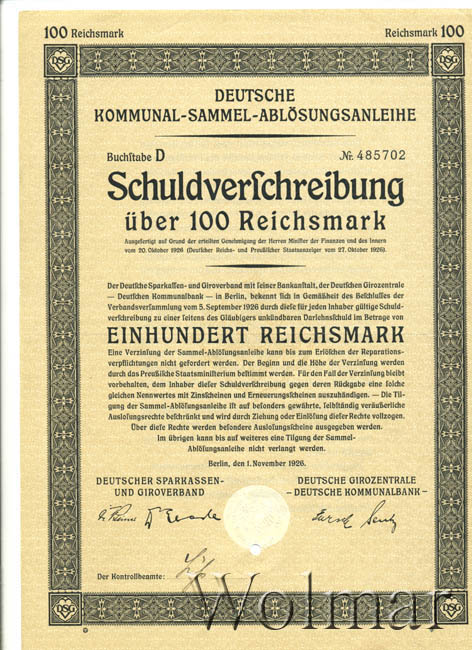 100 Reichsmark Reichsmark 100
DSG DSG
DEUTSCHE
KOMMUNAL-SAMMEL-ABLÖSUNGSANLEIHE
Buchſtabe D № 485702
Schuldverſchreibung
über 100 Reichsmark
Ausgefertigt auf Grund der erteilten Genehmigung der Herren Miniſter der Finanzen und des Innern
vom 20. Oktober 1926 (Deutſcher Reichs- und Preußiſcher Staatsanzeiger vom 27. Oktober 1926).
Der Deutſche Sparkaſſen- und Giroverband mit ſeiner Bankanſtalt, der Deutſchen Girozentrale
— Deutſchen Kommunalbank — in Berlin, bekennt ſich in Gemäßheit des Beſchluſſes der
Verbandsverſammlung vom 3. September 1926 durch dieſe für jeden Inhaber gültige Schuld-
verſchreibung zu einer ſeitens des Gläubigers unkündbaren Darlehnsſchuld im Betrage von
EINHUNDERT REICHSMARK
Eine Verzinſung der Sammel-Ablöſungsanleihe kann bis zum Erlöſchen der Reparations-
verpflichtungen nicht gefordert werden. Der Beginn und die Höhe der Verzinſung werden
durch das Preußiſche Staatsminiſterium beſtimmt werden. Für den Fall der Verzinſung bleibt
vorbehalten, dem Inhaber dieſer Schuldverſchreibung gegen deren Rückgabe eine ſolche
gleichen Nennwertes mit Zinsſcheinen und Erneuerungsſcheinen auszuhändigen. — Die Til-
gung der Sammel-Ablöſungsanleihe iſt auf beſonders gewährte, ſelbſtändig veräußerliche
Ausloſungsrechte beſchränkt und wird durch Ziehung oder Einlöſung dieſer Rechte vollzogen.
Über dieſe Rechte werden beſondere Ausloſungsſcheine ausgegeben werden.
Im übrigen kann bis auf weiteres eine Tilgung der Sammel-
Ablöſungsanleihe nicht verlangt werden.
Berlin, den 1. November 1926.
DEUTSCHER SPARKASSEN- DEUTSCHE GIROZENTRALE
UND GIROVERBAND – DEUTSCHE KOMMUNALBANK –
Der Kontrollbeamte:
Wolmar
DSG DSG